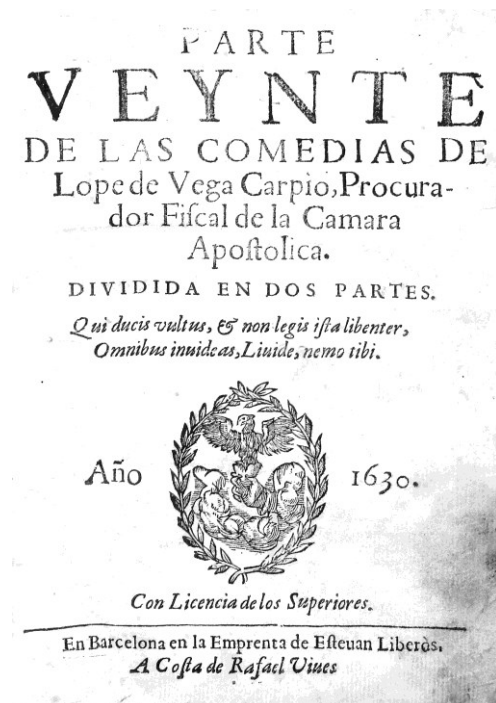 PARTE
VEYNTE
DE LAS COMEDIAS DE
Lope de Vega Carpio, Procura-
dor Fiſcal de la Camara
Apoſtolica.
DIVIDIDA EN DOS PARTES.
Qui ducis vultus, & non legis iſta libenter,
Omnibus inuideas, Liuide, nemo tibi.
Año 1630.
Con Licencia de los Superiores.
En Barcelona en la Emprenta de Eſteuan Liberòs.
A Coſta de Rafael Viues